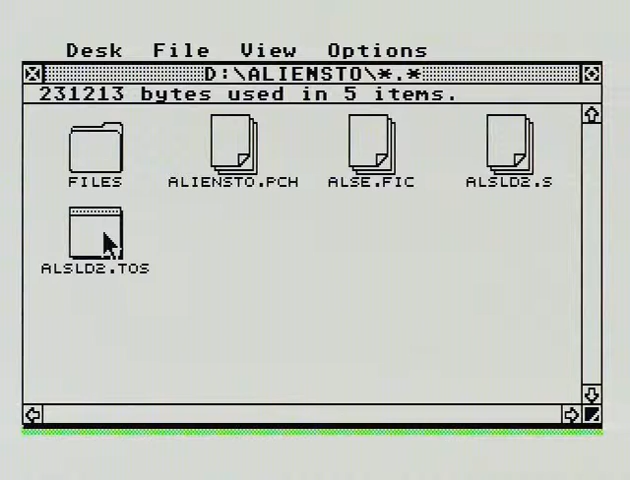 Desk File View Options
D:\ALIENSTO\*.*
231213 bytes used in 5 items.
FILES ALIENSTO.PCH ALSE.FIC ALSLD2.S
ALSLD2.TOS